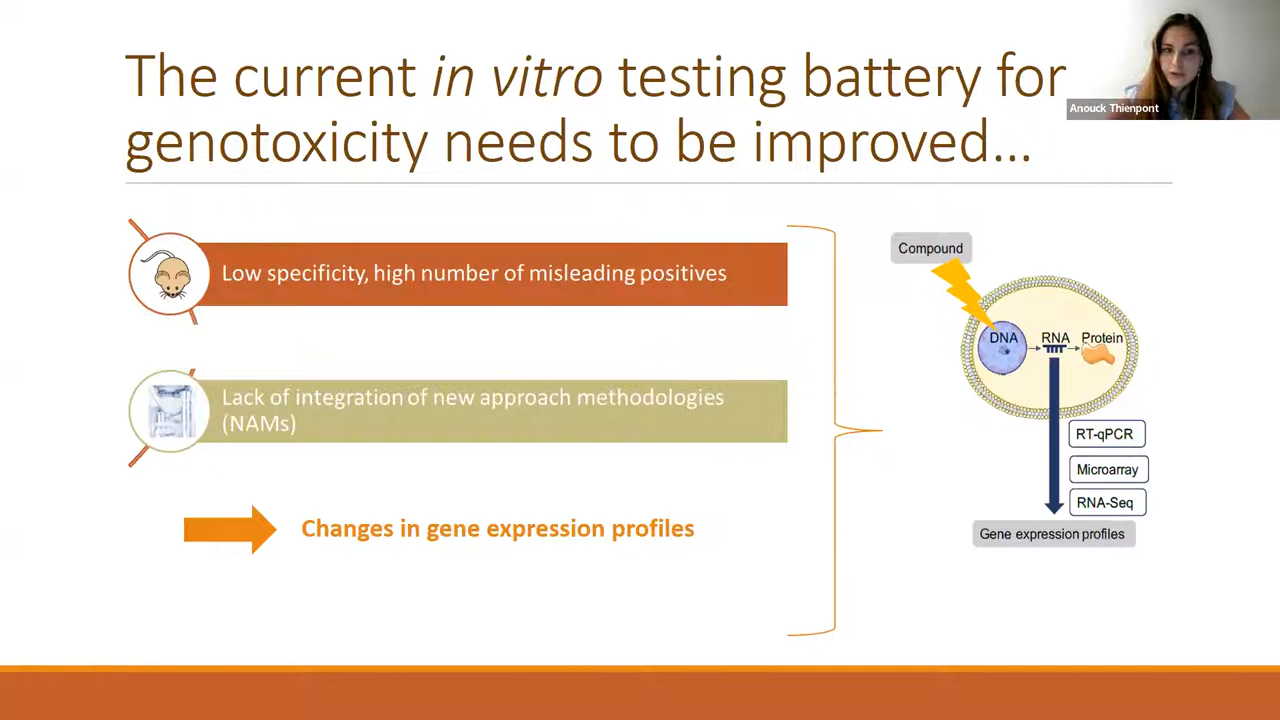 The current in vitro testing battery for
genotoxicity needs to be improved…
Anouck Thienpont
Low specificity, high number of misleading positives
Lack of integration of new approach methodologies
(NAMs)
Changes in gene expression profiles
Compound
DNA
RNA
Protein
RT-qPCR
Microarray
RNA-Seq
Gene expression profiles